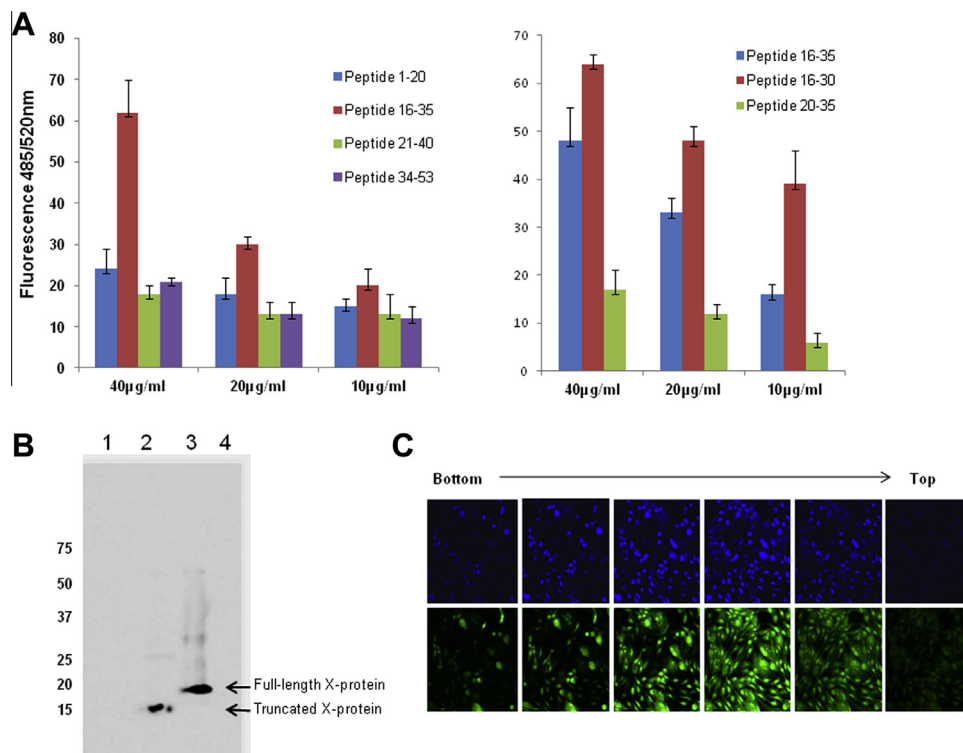 A
Fluorescence 485/520nm
80
70
60
50
40
30
20
10
0
40µg/ml 20µg/ml 10µg/ml
Peptide 1-20
Peptide 16-35
Peptide 21-40
Peptide 34-53
70
60
50
40
30
20
10
0
40µg/ml 20µg/ml 10µg/ml
Peptide 16-35
Peptide 16-30
Peptide 20-35
B
1 2 3 4
75
50
37
25
20
15
Full-length X-protein
Truncated X-protein
C
Bottom Top